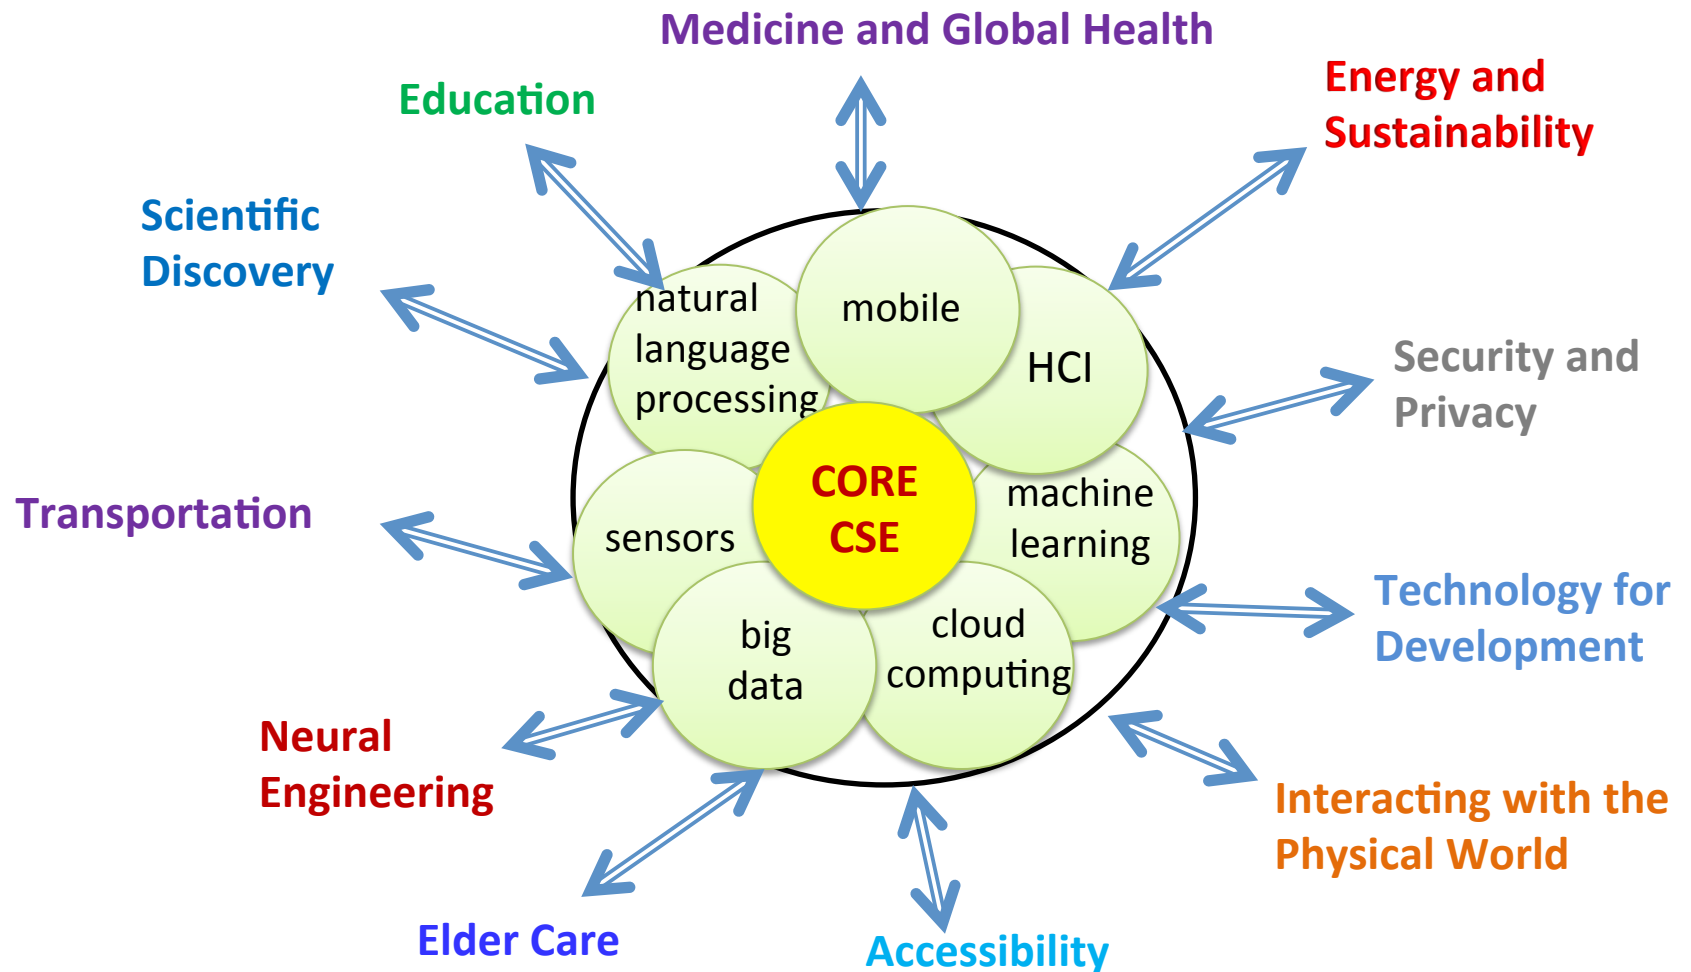 Medicine and Global Health
Education
Energy and
Sustainability
Scientific
Discovery
natural
language
processing
mobile
HCI
Security and
Privacy
CORE
CSE
Transportation
sensors
machine
learning
big
data
cloud
computing
Technology for
Development
Neural
Engineering
Interacting with the
Physical World
Elder Care
Accessibility